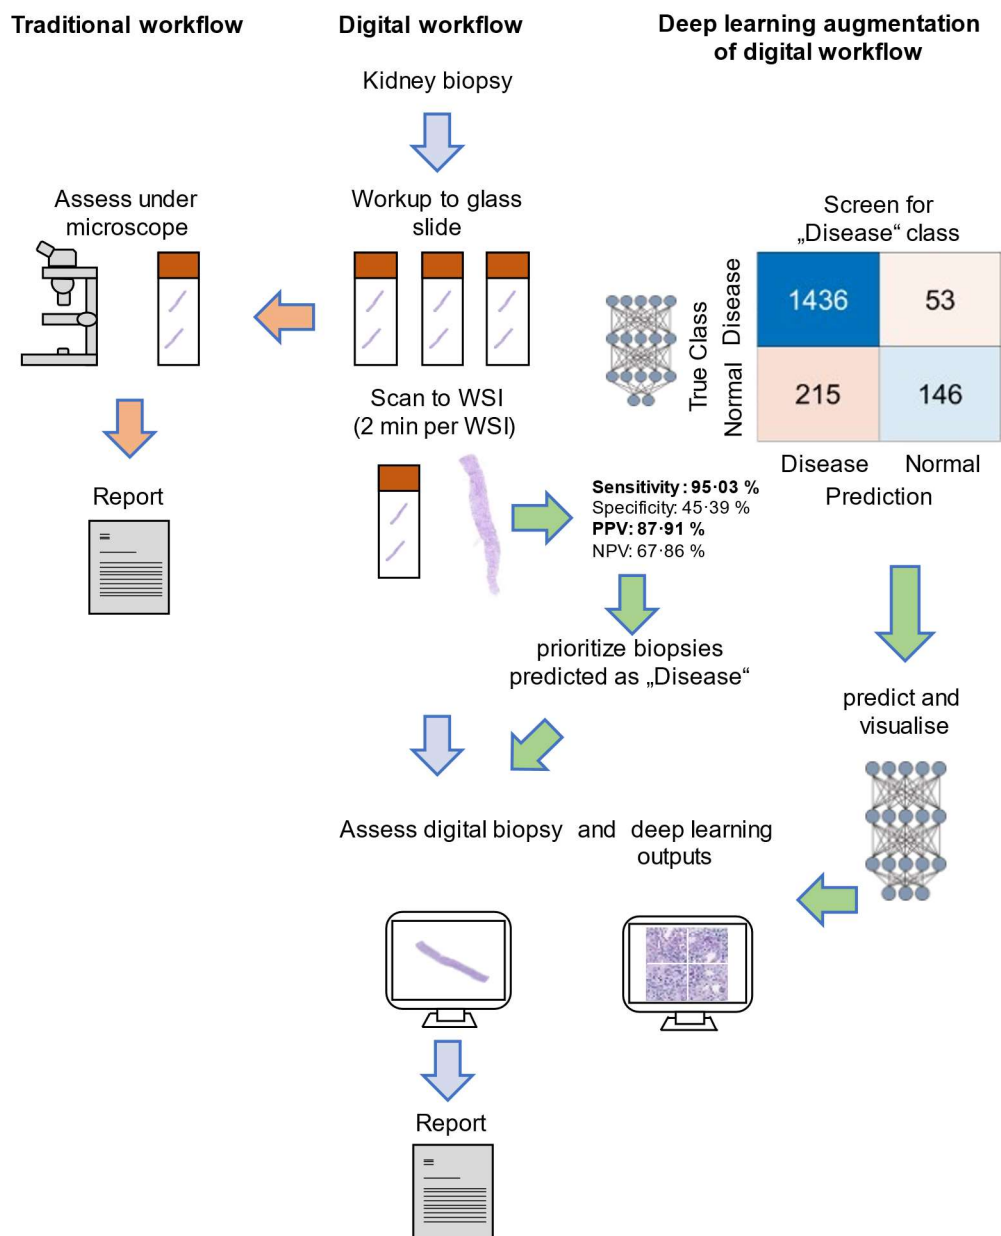 Traditional workflow
Digital workflow
Deep learning augmentation
of digital workflow
Kidney biopsy
Assess under
microscope
Workup to glass
slide
Screen for
„Disease“ class
True Class
Disease
Normal
1436
53
215
146
Disease
Normal
Prediction
Scan to WSI
(2 min per WSI)
Report
Sensitivity: 95·03 %
Specificity: 45·39 %
PPV: 87·91 %
NPV: 67·86 %
prioritize biopsies
predicted as „Disease“
predict and
visualise
Assess digital biopsy and deep learning
outputs
Report